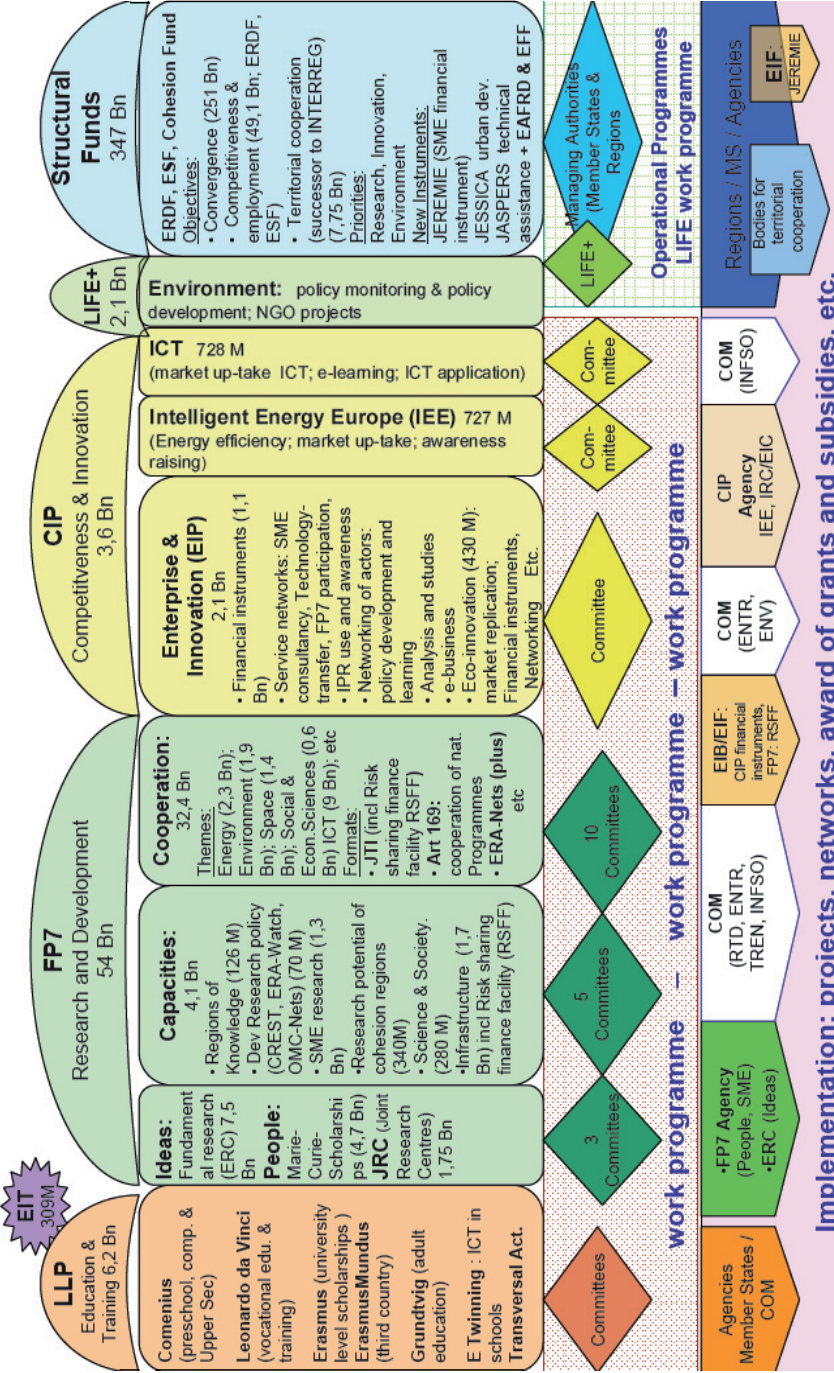 EIT
309M
LLP
Education &
Training 6,2 Bn
FP7
Research and Development
54 Bn
CIP
Competitiveness & Innovation
3,6 Bn
LIFE+
2,1 Bn
Structural
Funds
347 Bn
Comenius
(preschool, comp. &
Upper Sec)
Leonardo da Vinci
(vocational edu. &
training)
Erasmus (university
level scholarships )
ErasmusMundus
(third country)
Grundtvig (adult
education)
E Twinning : ICT in
schools
Transversal Act.
Ideas:
Fundament
al research
(ERC) 7,5
Bn
People:
Marie-
Curie-
Scholarshi
ps (4,7 Bn)
JRC (Joint
Research
Centres)
1,75 Bn
Capacities:
4,1 Bn
• Regions of
Knowledge (126 M)
• Dev Research policy
(CREST, ERA-Watch,
OMC-Nets) (70 M)
• SME research (1,3
Bn)
•Research potential of
cohesion regions
(340M)
• Science & Society.
(280 M)
•Infrastructure (1,7
Bn) incl Risk sharing
finance facility (RSFF)
Cooperation:
32,4 Bn
Themes:
Energy (2,3 Bn);
Environment (1,9
Bn); Space (1,4
Bn); Social &
Econ.Sciences (0,6
Bn) ICT (9 Bn); etc
Formats:
• JTI (incl Risk
sharing finance
facility RSFF)
• Art 169:
cooperation of nat.
Programmes
• ERA-Nets (plus)
etc
Enterprise &
Innovation (EIP)
2,1 Bn
• Financial instruments (1,1
Bn)
• Service networks: SME
consultancy, Technology-
transfer, FP7 participation,
• IPR use and awareness
• Networking of actors:
policy development and
learning
• Analysis and studies
• e-business
• Eco-innovation (430 M):
market replication;
Financial instruments,
Networking Etc.
Intelligent Energy Europe (IEE) 727 M
(Energy efficiency; market up-take; awareness
raising)
ICT 728 M
(market up-take ICT; e-learning; ICT application)
Environment: policy monitoring & policy
development; NGO projects
ERDF, ESF, Cohesion Fund
Objectives:
• Convergence (251 Bn)
• Competitiveness &
employment (49,1 Bn; ERDF,
ESF)
• Territorial cooperation
(successor to INTERREG)
(7,75 Bn)
Priorities:
Research, Innovation,
Environment
New Instruments:
JEREMIE (SME financial
instrument)
JESSICA urban dev.
JASPERS technical
assistance + EAFRD & EFF
Committees
3
Committees
5
Committees
10
Committees
Committee
Com-
mittee
Com-
mittee
LIFE+
Managing Authorities
(Member States &
Regions
work programme – work programme – work programme
Operational Programmes
LIFE work programme
Agencies
Member States /
COM
•FP7 Agency
(People, SME)
•ERC (Ideas)
COM
(RTD, ENTR,
TREN, INFSO)
EIB/EIF:
CIP financial
instruments,
FP7: RSFF
COM
(ENTR,
ENV)
CIP
Agency
IEE, IRC/EIC
COM
(INFSO)
Regions / MS / Agencies
Bodies for
territorial
cooperation
EIF:
JEREMIE
Implementation: projects, networks, award of grants and subsidies, etc.